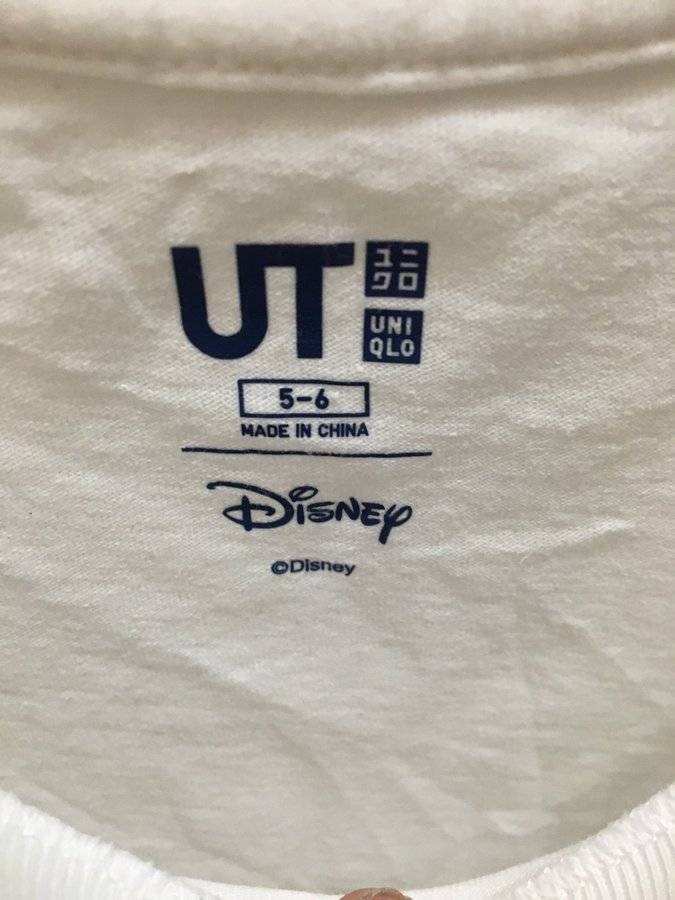 UT
ユニ
クロ
UNI
QLO
5-6
MADE IN CHINA
Disney
©Disney